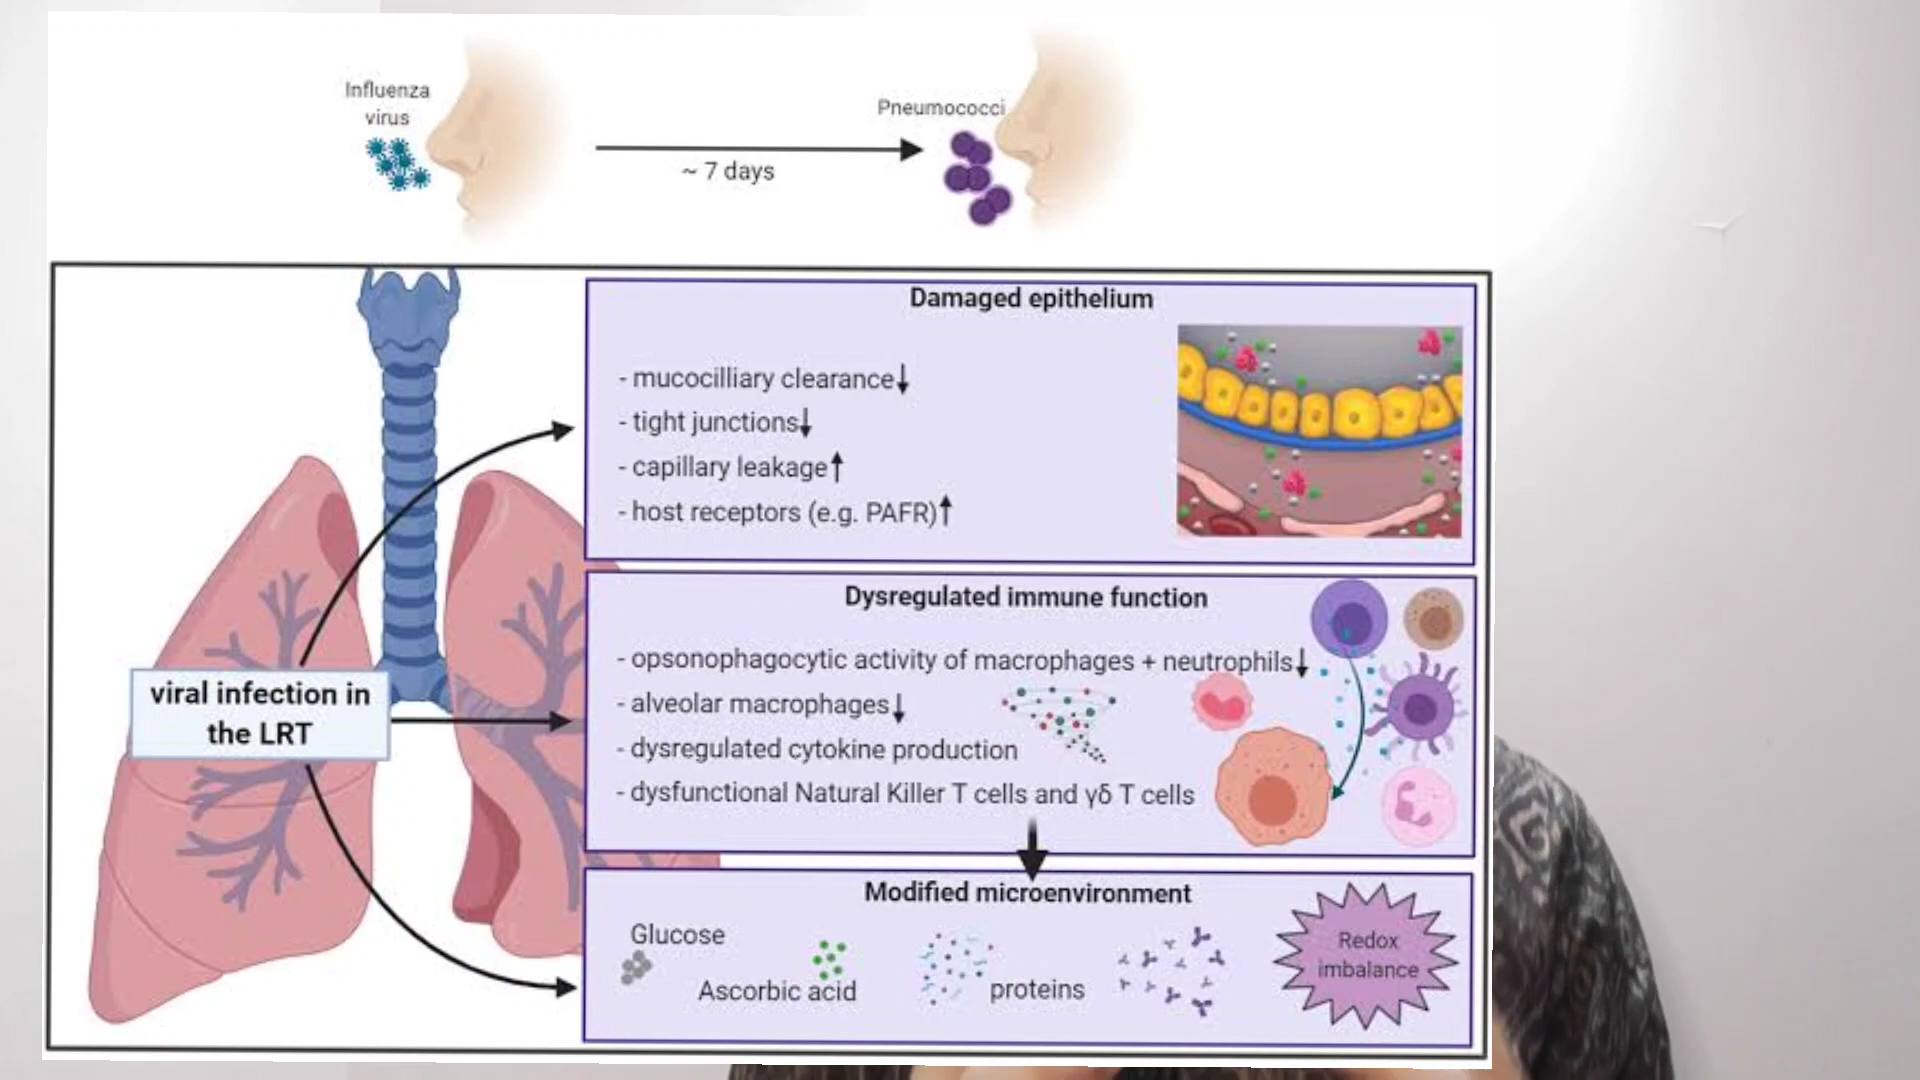 Influenza
virus
Pneumococci
~ 7 days
Damaged epithelium
- mucocilliary clearance↓
- tight junctions↓
- capillary leakage↑
- host receptors (e.g. PAFR)↑
Dysregulated immune function
- opsonophagocytic activity of macrophages + neutrophils↓
- alveolar macrophages↓
- dysregulated cytokine production
- dysfunctional Natural Killer T cells and γδ T cells
viral infection in
the LRT
Modified microenvironment
Glucose
Ascorbic acid
proteins
Redox
imbalance